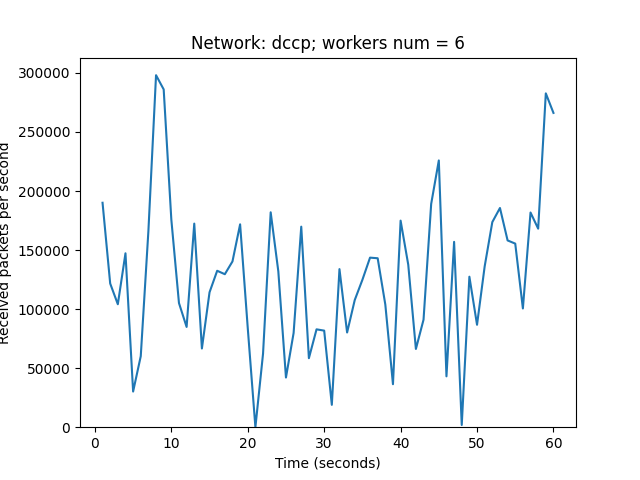 Network: dccp; workers num = 6
Received packets per second
300000
250000
200000
150000
100000
50000
0
0 10 20 30 40 50 60
Time (seconds)